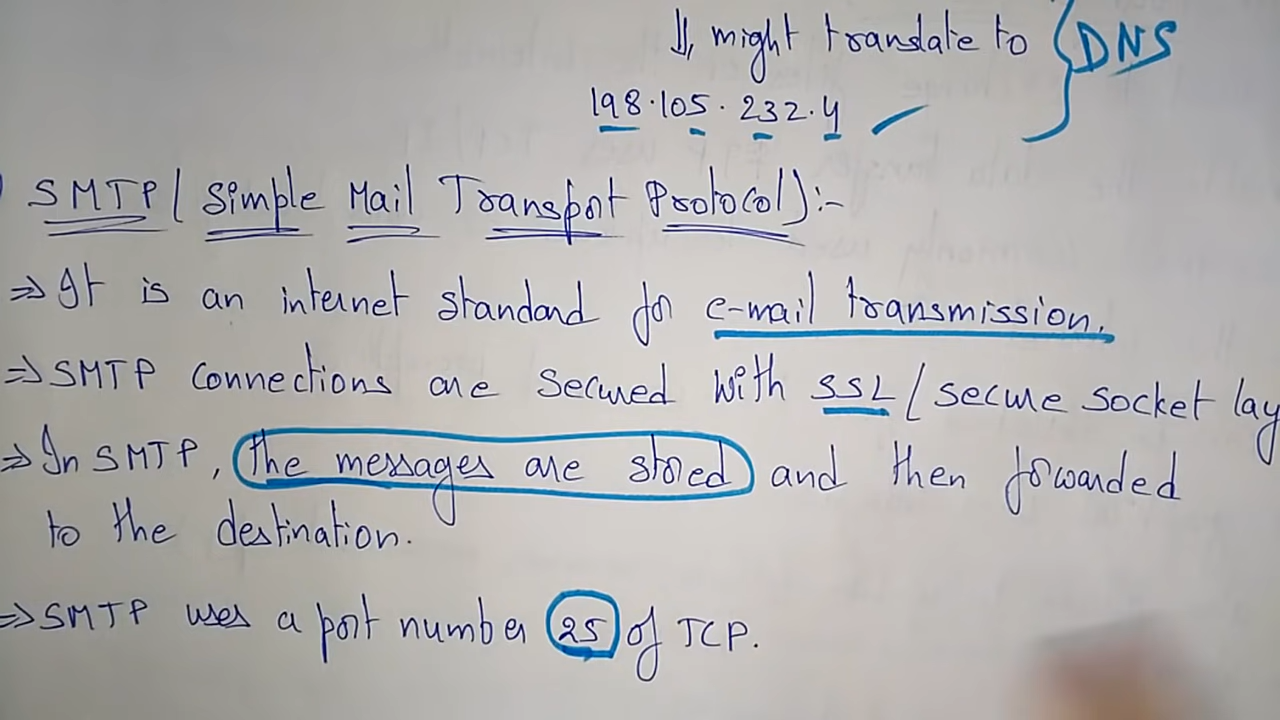 It might translate to } DNS
198.105.232.4
SMTP (Simple Mail Transport Protocol):-
⇒ It is an internet standard for e-mail transmission.
⇒ SMTP connections are secured with SSL (secure socket lay
⇒ In SMTP, the messages are stored and then forwarded
to the destination.
⇒ SMTP uses a port number 25 of TCP.